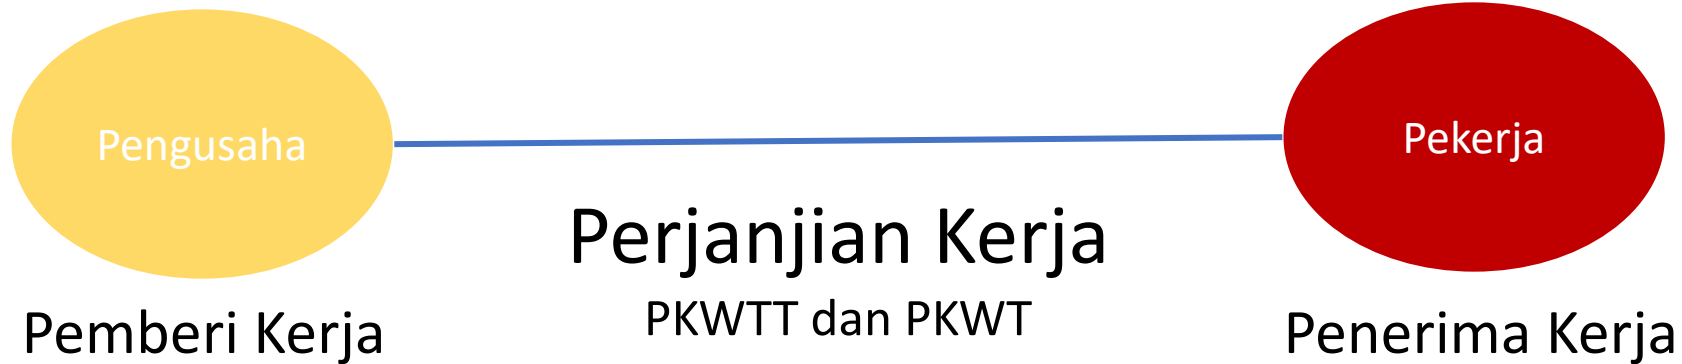 Pengusaha
Pekerja
Perjanjian Kerja
PKWTT dan PKWT
Pemberi Kerja
Penerima Kerja